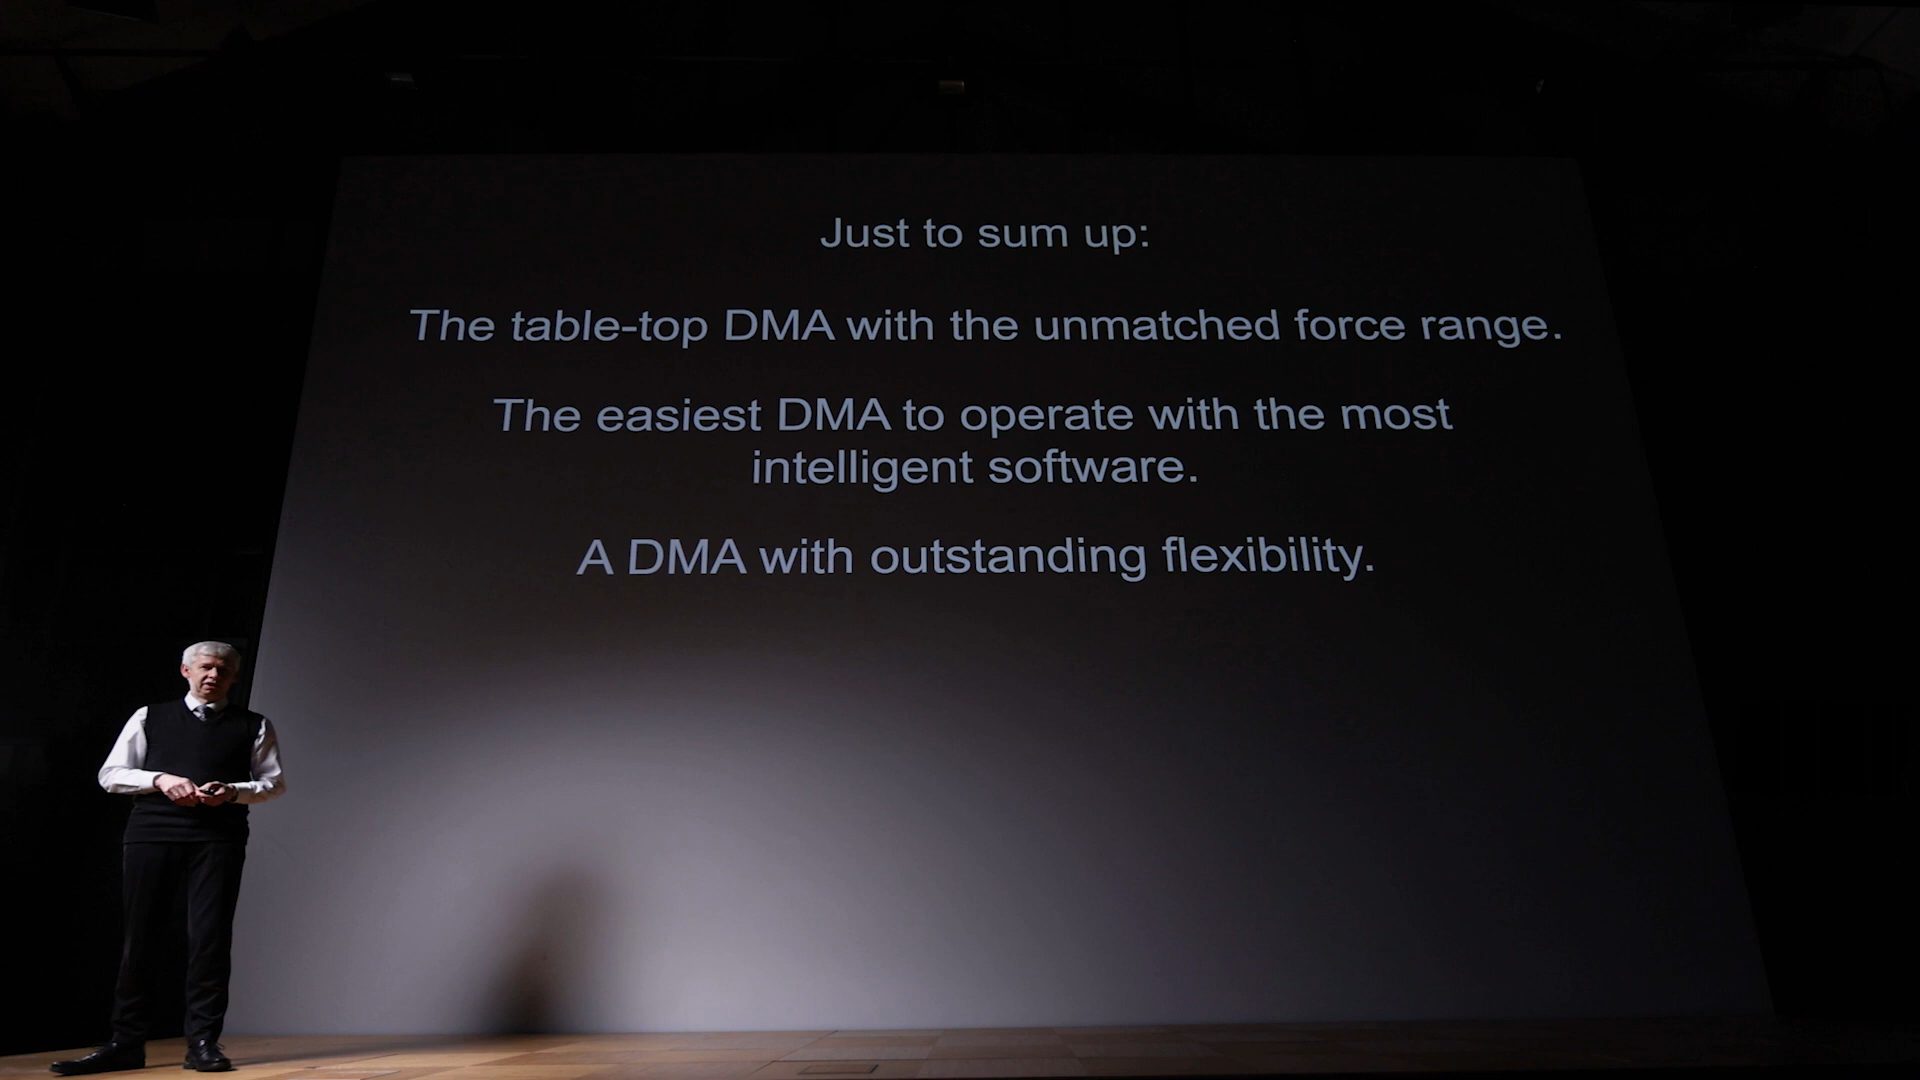 Just to sum up:
The table-top DMA with the unmatched force range.
The easiest DMA to operate with the most
intelligent software.
A DMA with outstanding flexibility.